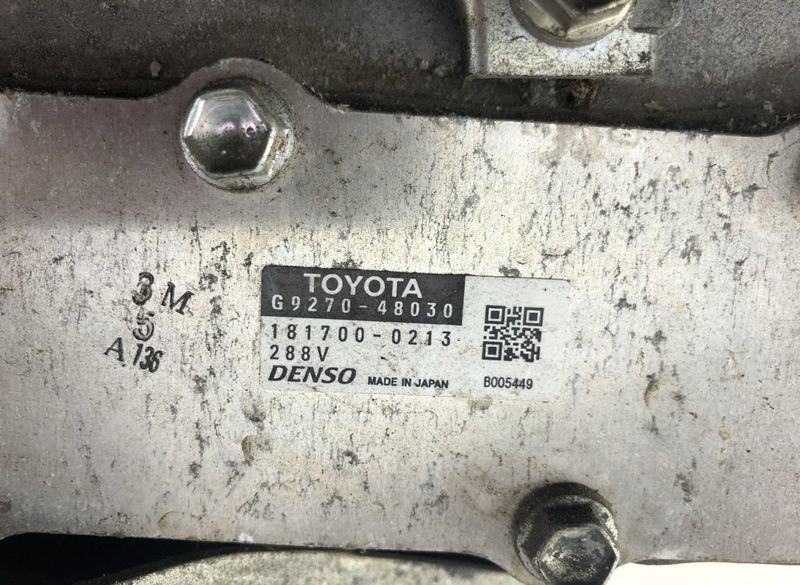 TOYOTA
G9270-48030
181700-0213
288V
DENSO MADE IN JAPAN
B005449
3 M
5
A 136